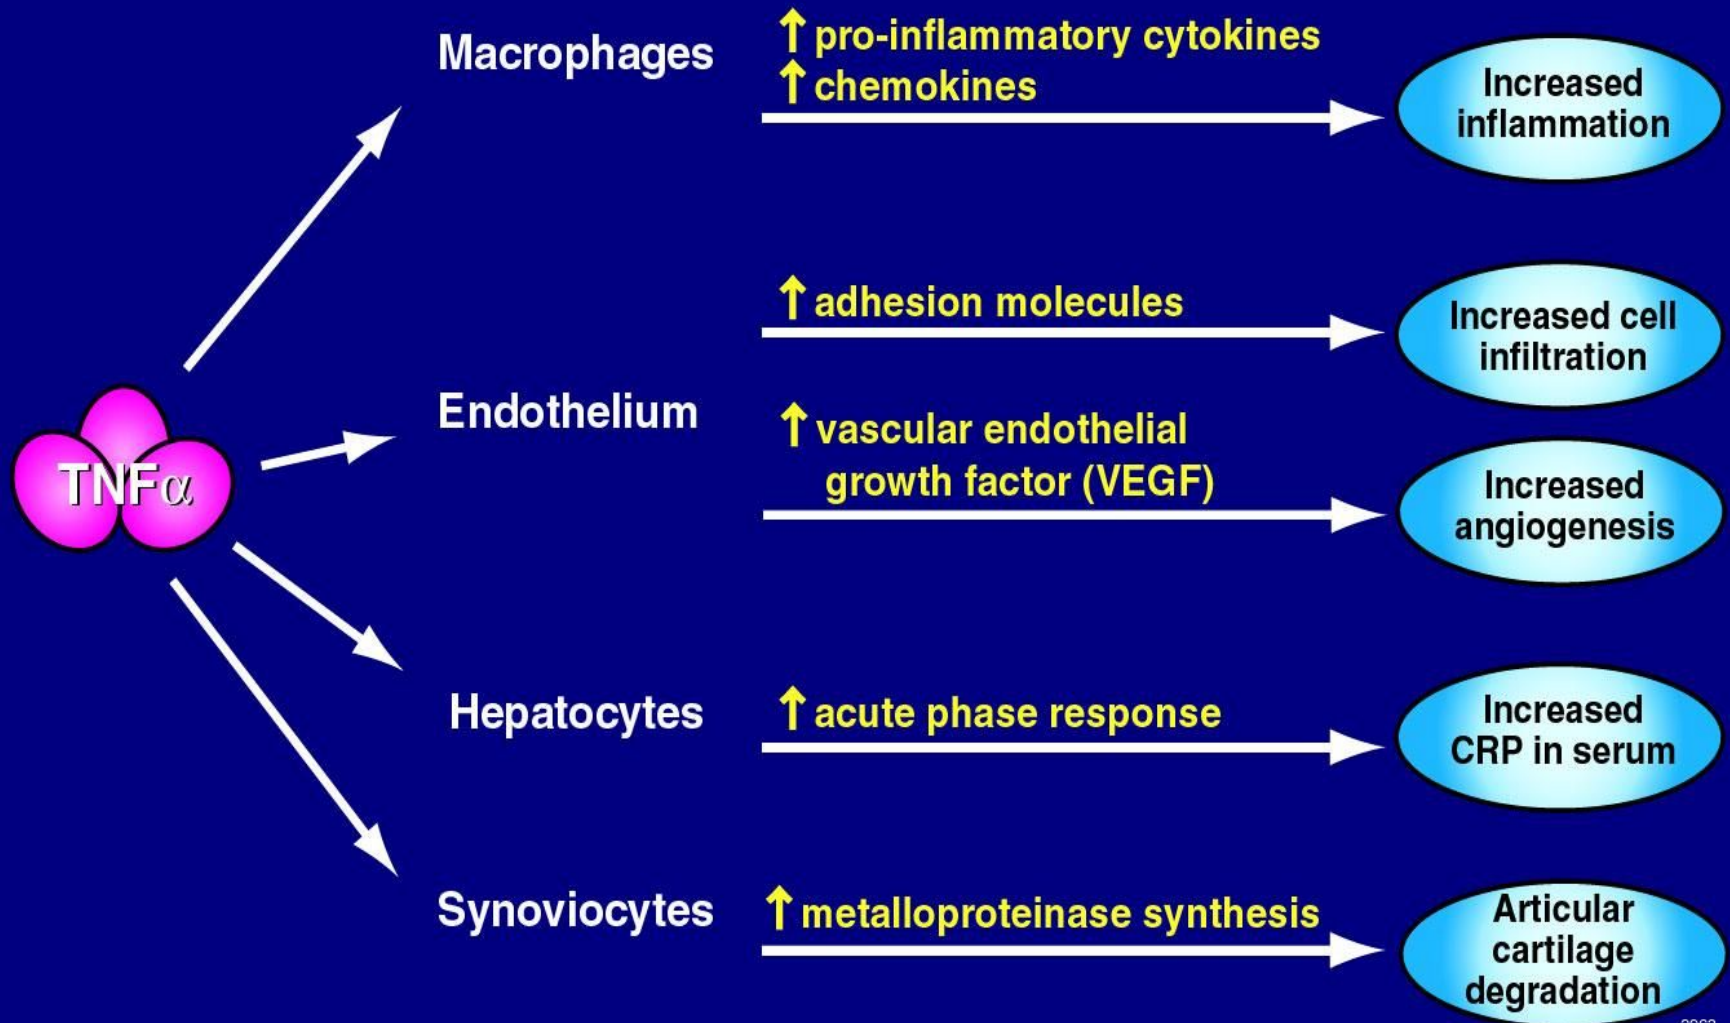 Macrophages
↑ pro-inflammatory cytokines
↑ chemokines
Increased
inflammation
↑ adhesion molecules
Increased cell
infiltration
TNFα
Endothelium
↑ vascular endothelial
growth factor (VEGF)
Increased
angiogenesis
Hepatocytes
↑ acute phase response
Increased
CRP in serum
Synoviocytes
↑ metalloproteinase synthesis
Articular
cartilage
degradation